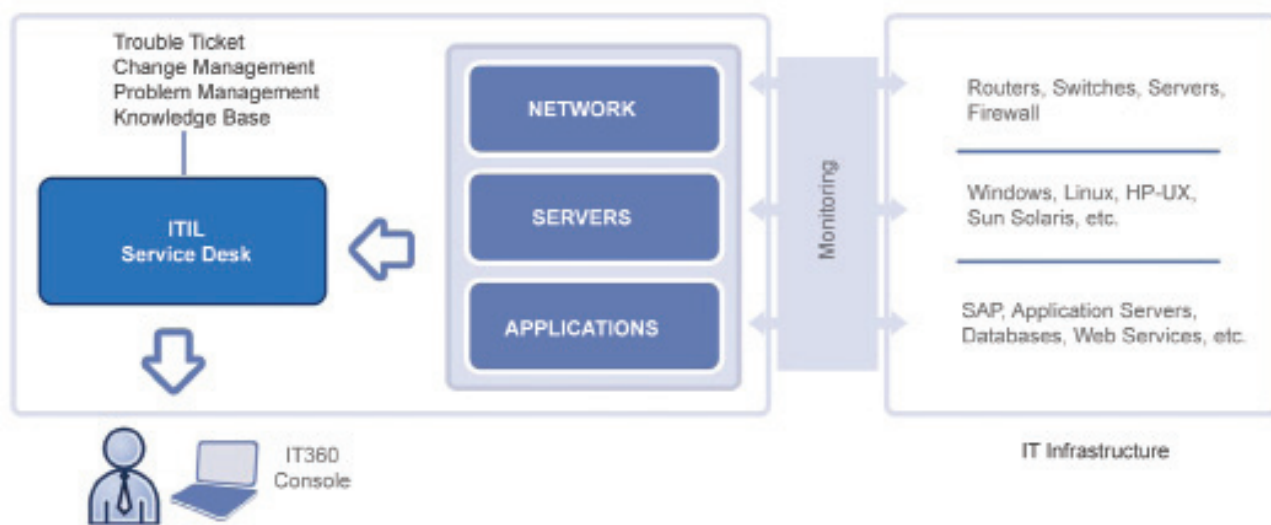 Trouble Ticket
Change Management
Problem Management
Knowledge Base
ITIL
Service Desk
NETWORK
SERVERS
APPLICATIONS
Monitoring
Routers, Switches, Servers,
Firewall
Windows, Linux, HP-UX,
Sun Solaris, etc.
SAP, Application Servers,
Databases, Web Services, etc.
IT360
Console
IT Infrastructure